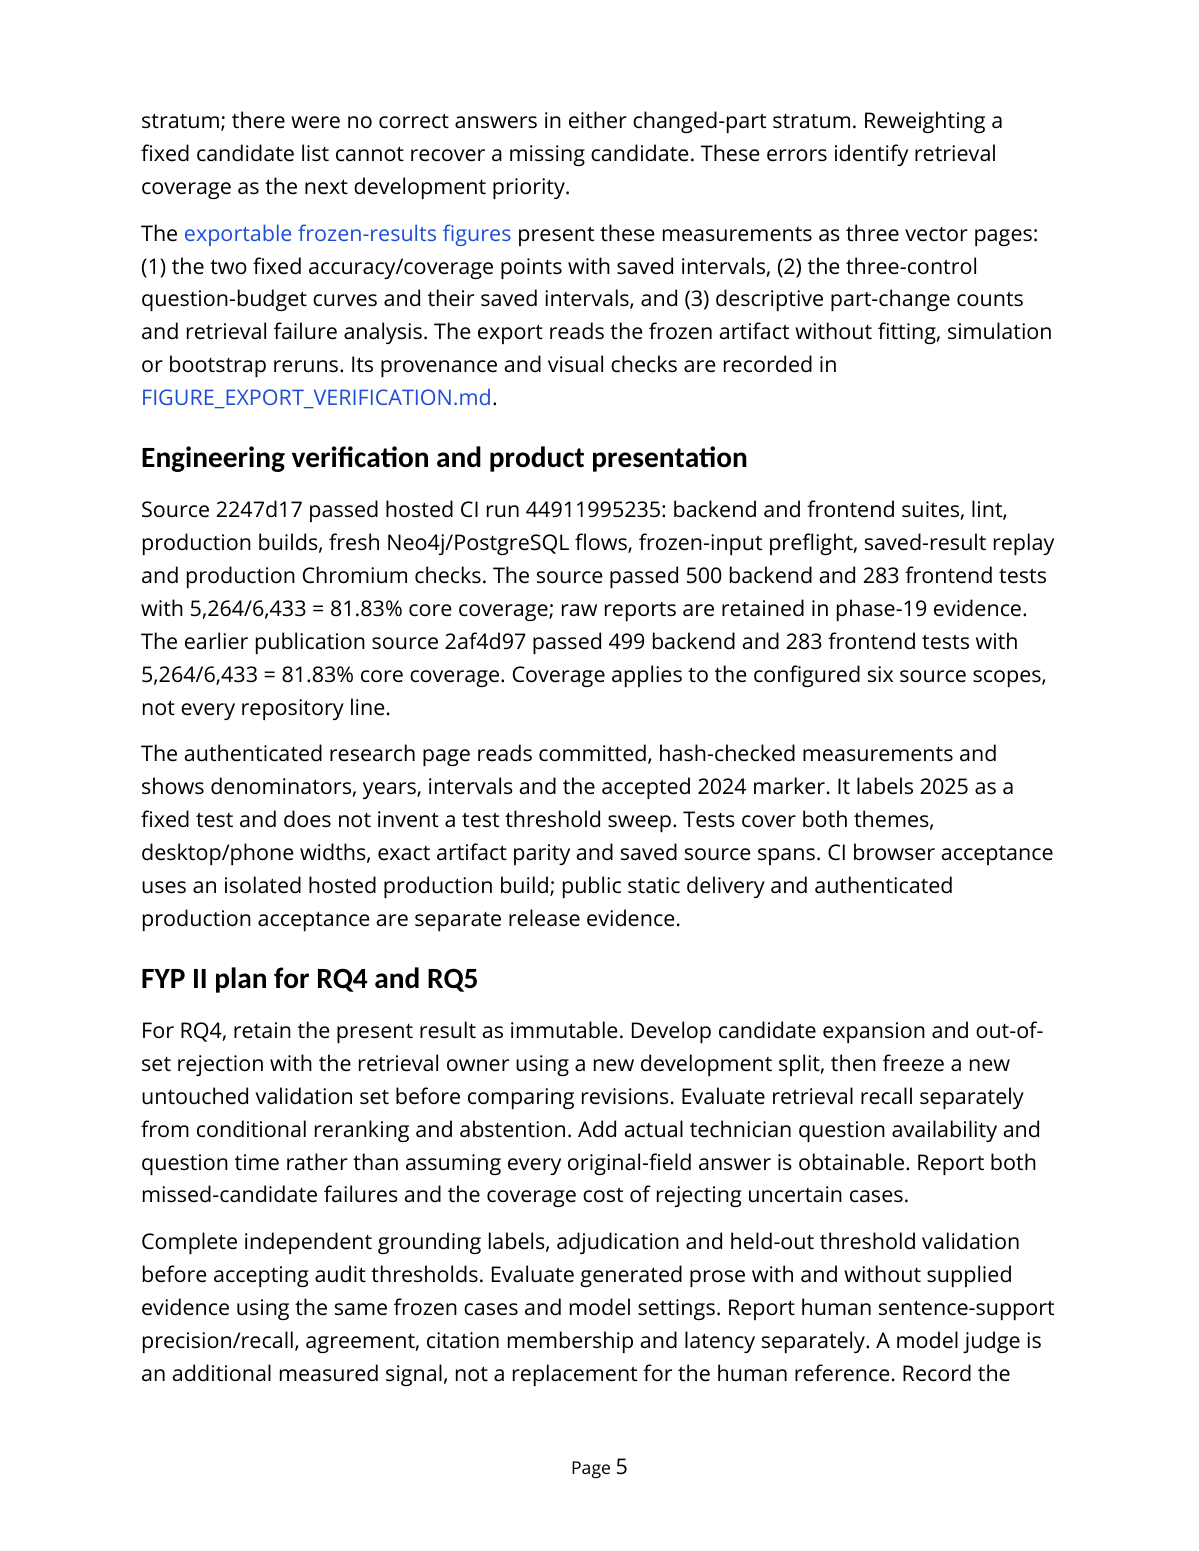 stratum; there were no correct answers in either changed-part stratum. Reweighting a
fixed candidate list cannot recover a missing candidate. These errors identify retrieval
coverage as the next development priority.
The exportable frozen-results figures present these measurements as three vector pages:
(1) the two fixed accuracy/coverage points with saved intervals, (2) the three-control
question-budget curves and their saved intervals, and (3) descriptive part-change counts
and retrieval failure analysis. The export reads the frozen artifact without fitting, simulation
or bootstrap reruns. Its provenance and visual checks are recorded in
FIGURE_EXPORT_VERIFICATION.md.
Engineering verification and product presentation
Source 2247d17 passed hosted CI run 44911995235: backend and frontend suites, lint,
production builds, fresh Neo4j/PostgreSQL flows, frozen-input preflight, saved-result replay
and production Chromium checks. The source passed 500 backend and 283 frontend tests
with 5,264/6,433 = 81.83% core coverage; raw reports are retained in phase-19 evidence.
The earlier publication source 2af4d97 passed 499 backend and 283 frontend tests with
5,264/6,433 = 81.83% core coverage. Coverage applies to the configured six source scopes,
not every repository line.
The authenticated research page reads committed, hash-checked measurements and
shows denominators, years, intervals and the accepted 2024 marker. It labels 2025 as a
fixed test and does not invent a test threshold sweep. Tests cover both themes,
desktop/phone widths, exact artifact parity and saved source spans. CI browser acceptance
uses an isolated hosted production build; public static delivery and authenticated
production acceptance are separate release evidence.
FYP II plan for RQ4 and RQ5
For RQ4, retain the present result as immutable. Develop candidate expansion and out-of-
set rejection with the retrieval owner using a new development split, then freeze a new
untouched validation set before comparing revisions. Evaluate retrieval recall separately
from conditional reranking and abstention. Add actual technician question availability and
question time rather than assuming every original-field answer is obtainable. Report both
missed-candidate failures and the coverage cost of rejecting uncertain cases.
Complete independent grounding labels, adjudication and held-out threshold validation
before accepting audit thresholds. Evaluate generated prose with and without supplied
evidence using the same frozen cases and model settings. Report human sentence-support
precision/recall, agreement, citation membership and latency separately. A model judge is
an additional measured signal, not a replacement for the human reference. Record the
Page 5